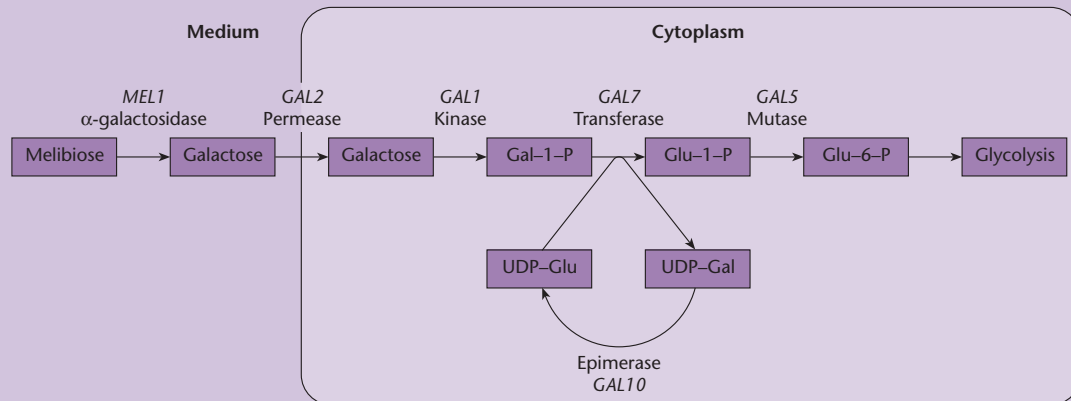 Medium
Cytoplasm
MEL1
α-galactosidase
GAL2
Permease
GAL1
Kinase
GAL7
Transferase
GAL5
Mutase
Melibiose
Galactose
Galactose
Gal–1–P
Glu–1–P
Glu–6–P
Glycolysis
UDP–Glu
UDP–Gal
Epimerase
GAL10